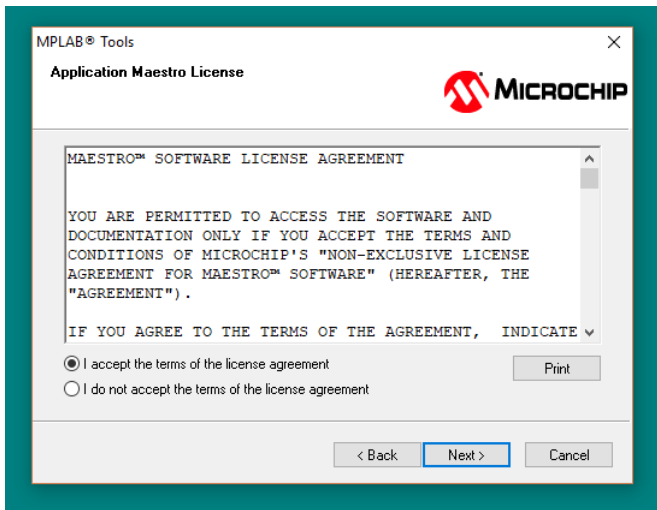 MPLAB® Tools
Application Maestro License
MICROCHIP
MAESTRO™ SOFTWARE LICENSE AGREEMENT
YOU ARE PERMITTED TO ACCESS THE SOFTWARE AND
DOCUMENTATION ONLY IF YOU ACCEPT THE TERMS AND
CONDITIONS OF MICROCHIP'S "NON-EXCLUSIVE LICENSE
AGREEMENT FOR MAESTRO™ SOFTWARE" (HEREAFTER, THE
"AGREEMENT").
IF YOU AGREE TO THE TERMS OF THE AGREEMENT, INDICATE
I accept the terms of the license agreement
Print
I do not accept the terms of the license agreement
< Back Next > Cancel